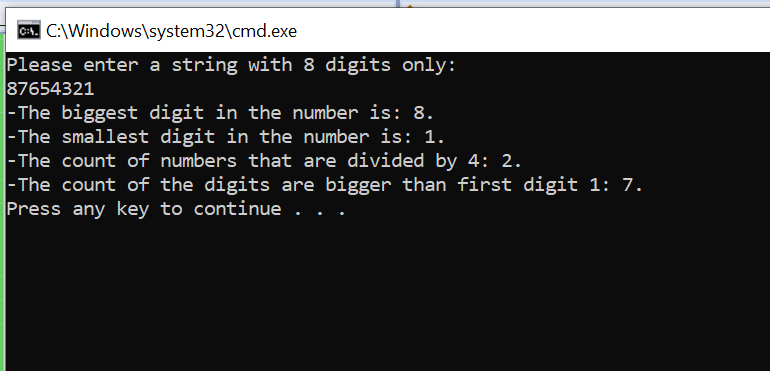 C:\Windows\system32\cmd.exe
Please enter a string with 8 digits only:
87654321
-The biggest digit in the number is: 8.
-The smallest digit in the number is: 1.
-The count of numbers that are divided by 4: 2.
-The count of the digits are bigger than first digit 1: 7.
Press any key to continue . . .